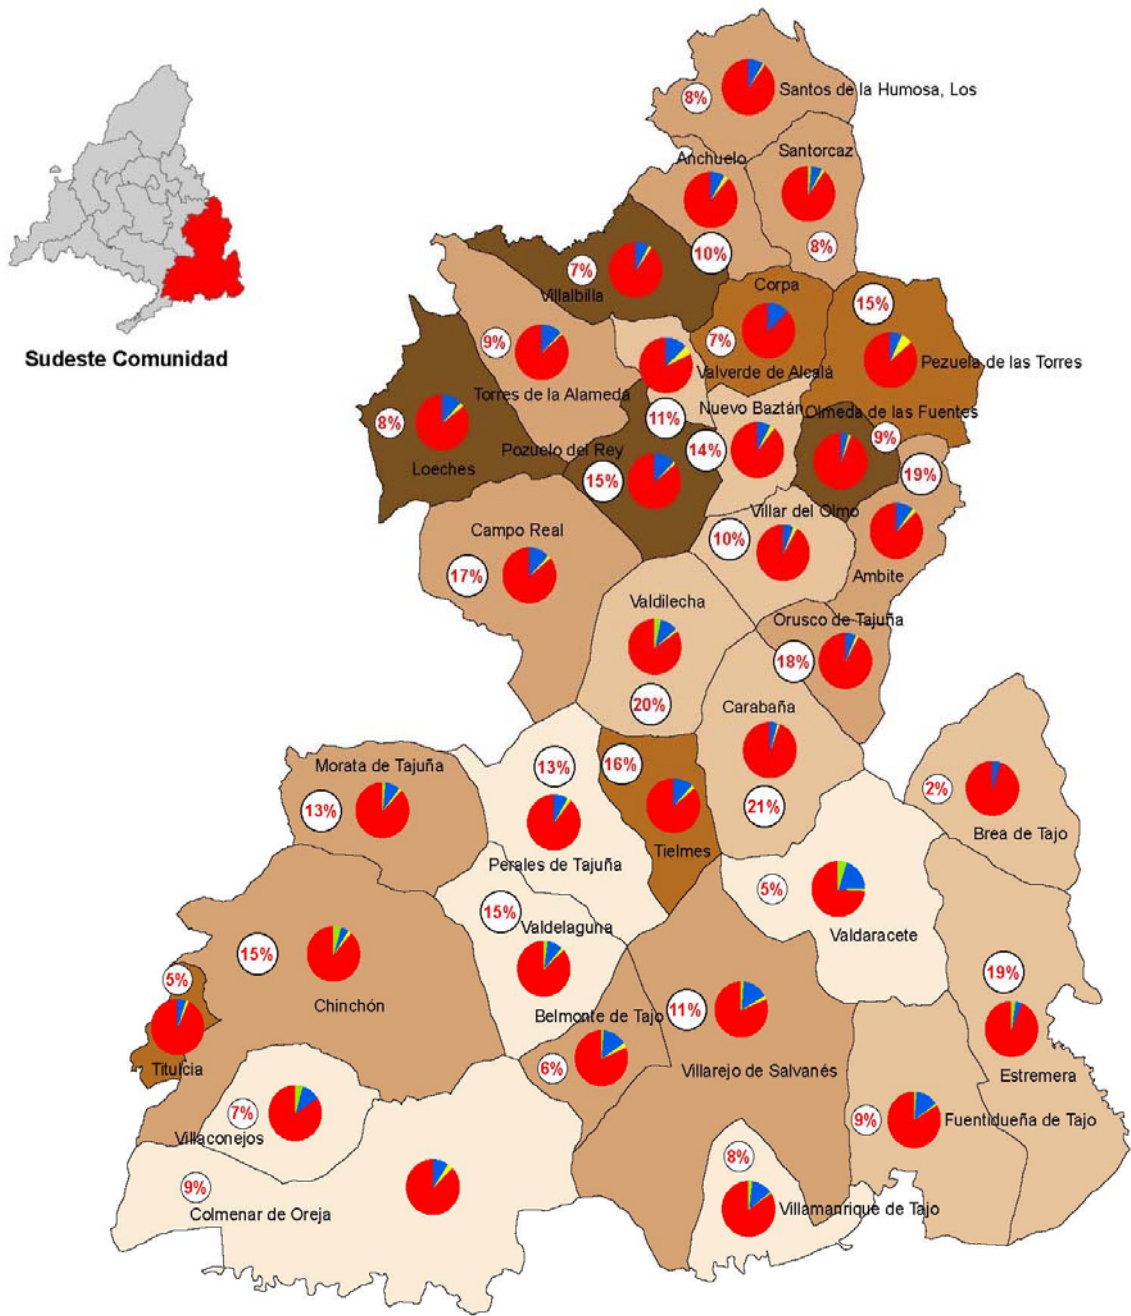 Santos de la Humosa, Los
8%
Anchuelo
Santorcaz
10%
8%
7%
Villalbilla
Corpa
15%
9%
7%
Pezuela de las Torres
Torres de la Alameda
Valverde de Alcalá
Sudeste Comunidad
8%
11%
Nuevo Baztán
Olmeda de las Fuentes
Loeches
Pozuelo del Rey
14%
9%
15%
19%
Campo Real
Villar del Olmo
10%
17%
Ambite
Valdilecha
Orusco de Tajuña
18%
20%
Carabaña
Morata de Tajuña
13%
16%
13%
21%
2%
Brea de Tajo
Perales de Tajuña
Tielmes
5%
Valdaracete
15%
Valdelaguna
15%
5%
Chinchón
19%
Belmonte de Tajo
11%
Titulcia
6%
Villarejo de Salvanés
Estremera
7%
Villaconejos
9%
Fuentidueña de Tajo
8%
9%
Colmenar de Oreja
Villamanrique de Tajo